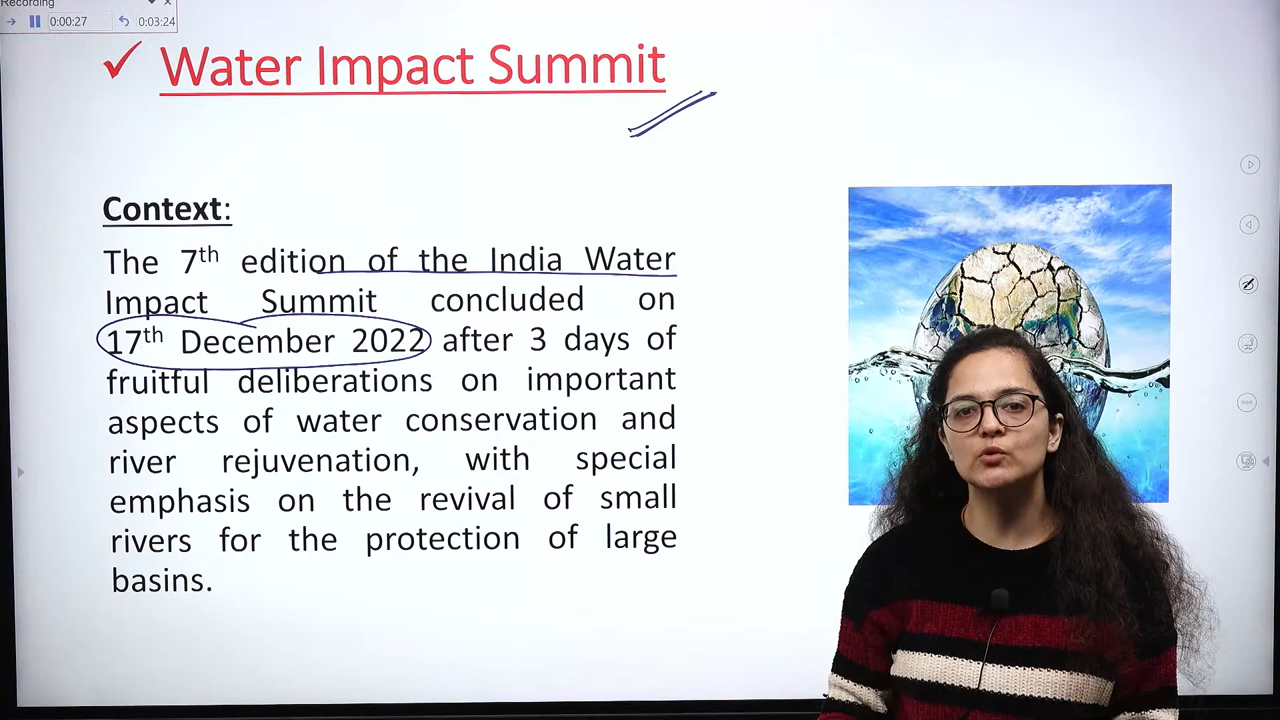 Recording
0:00:27
0:03:24
✓ Water Impact Summit
Context:
The 7th edition of the India Water
Impact Summit concluded on
17th December 2022 after 3 days of
fruitful deliberations on important
aspects of water conservation and
river rejuvenation, with special
emphasis on the revival of small
rivers for the protection of large
basins.